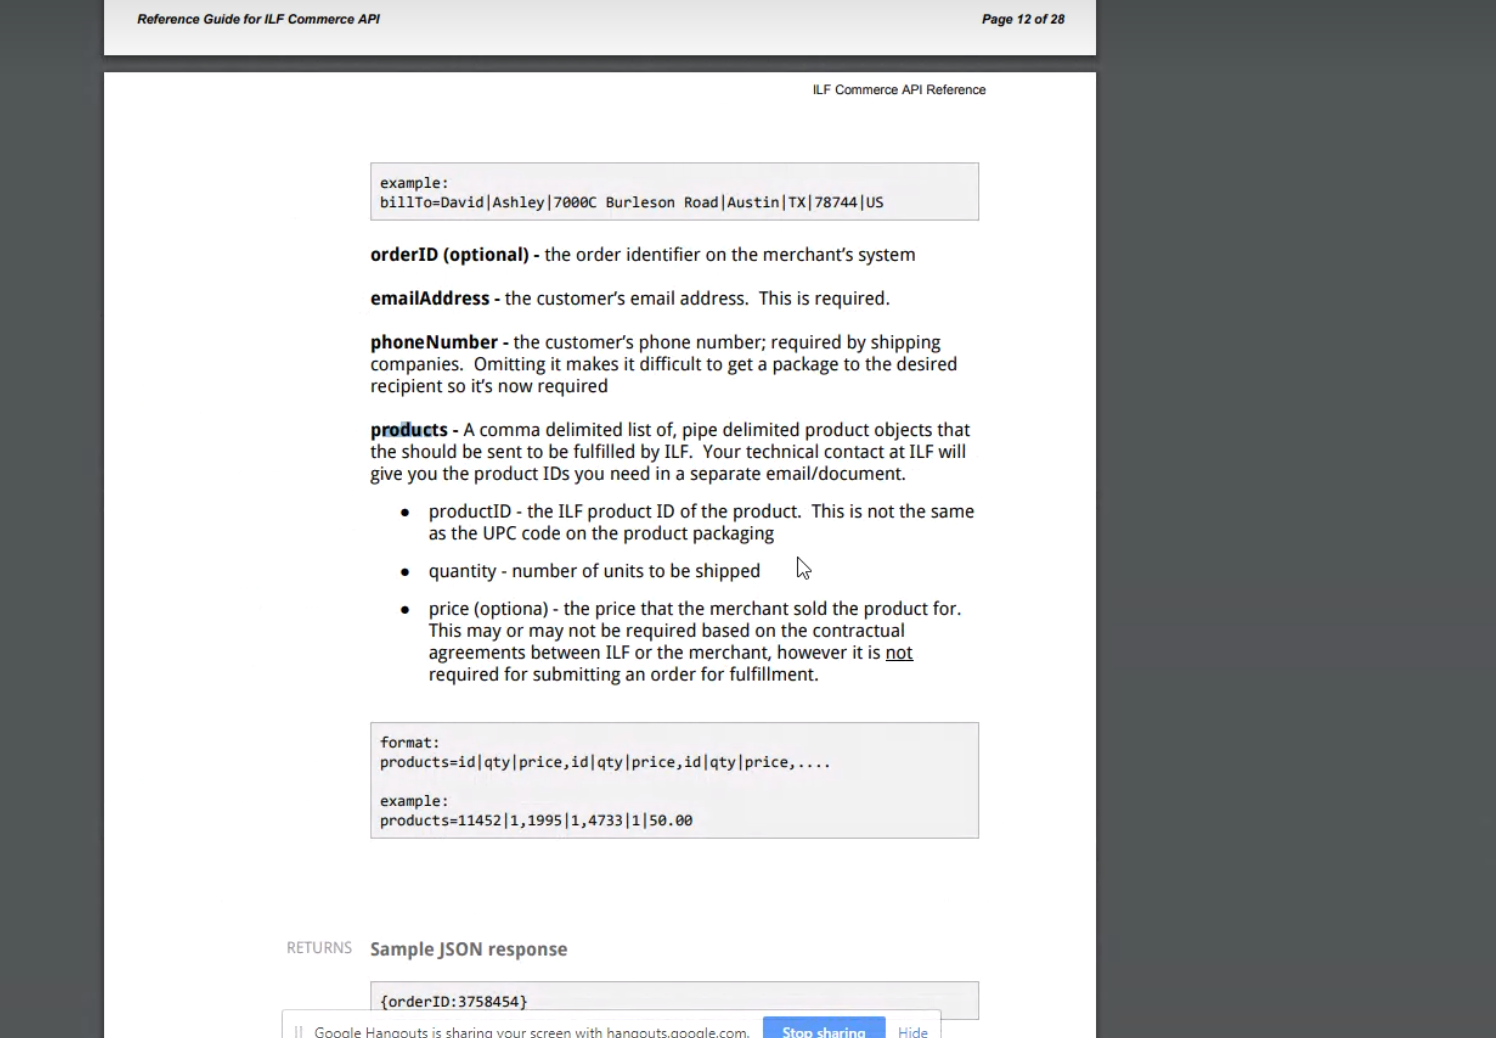 Reference Guide for ILF Commerce API Page 12 of 28
ILF Commerce API Reference
example:
billTo=David|Ashley|7000C Burleson Road|Austin|TX|78744|US
orderID (optional) - the order identifier on the merchant's system
emailAddress - the customer's email address.  This is required.
phoneNumber - the customer's phone number; required by shipping
companies.  Omitting it makes it difficult to get a package to the desired
recipient so it's now required
products - A comma delimited list of, pipe delimited product objects that
the should be sent to be fulfilled by ILF.  Your technical contact at ILF will
give you the product IDs you need in a separate email/document.
● productID - the ILF product ID of the product.  This is not the same
as the UPC code on the product packaging
● quantity - number of units to be shipped
● price (optiona) - the price that the merchant sold the product for.
This may or may not be required based on the contractual
agreements between ILF or the merchant, however it is not
required for submitting an order for fulfillment.
format:
products=id|qty|price,id|qty|price,id|qty|price,....
example:
products=11452|1,1995|1,4733|1|50.00
RETURNS Sample JSON response
{orderID:3758454}
Google Hangouts is sharing your screen with hangouts.google.com. Stop sharing Hide